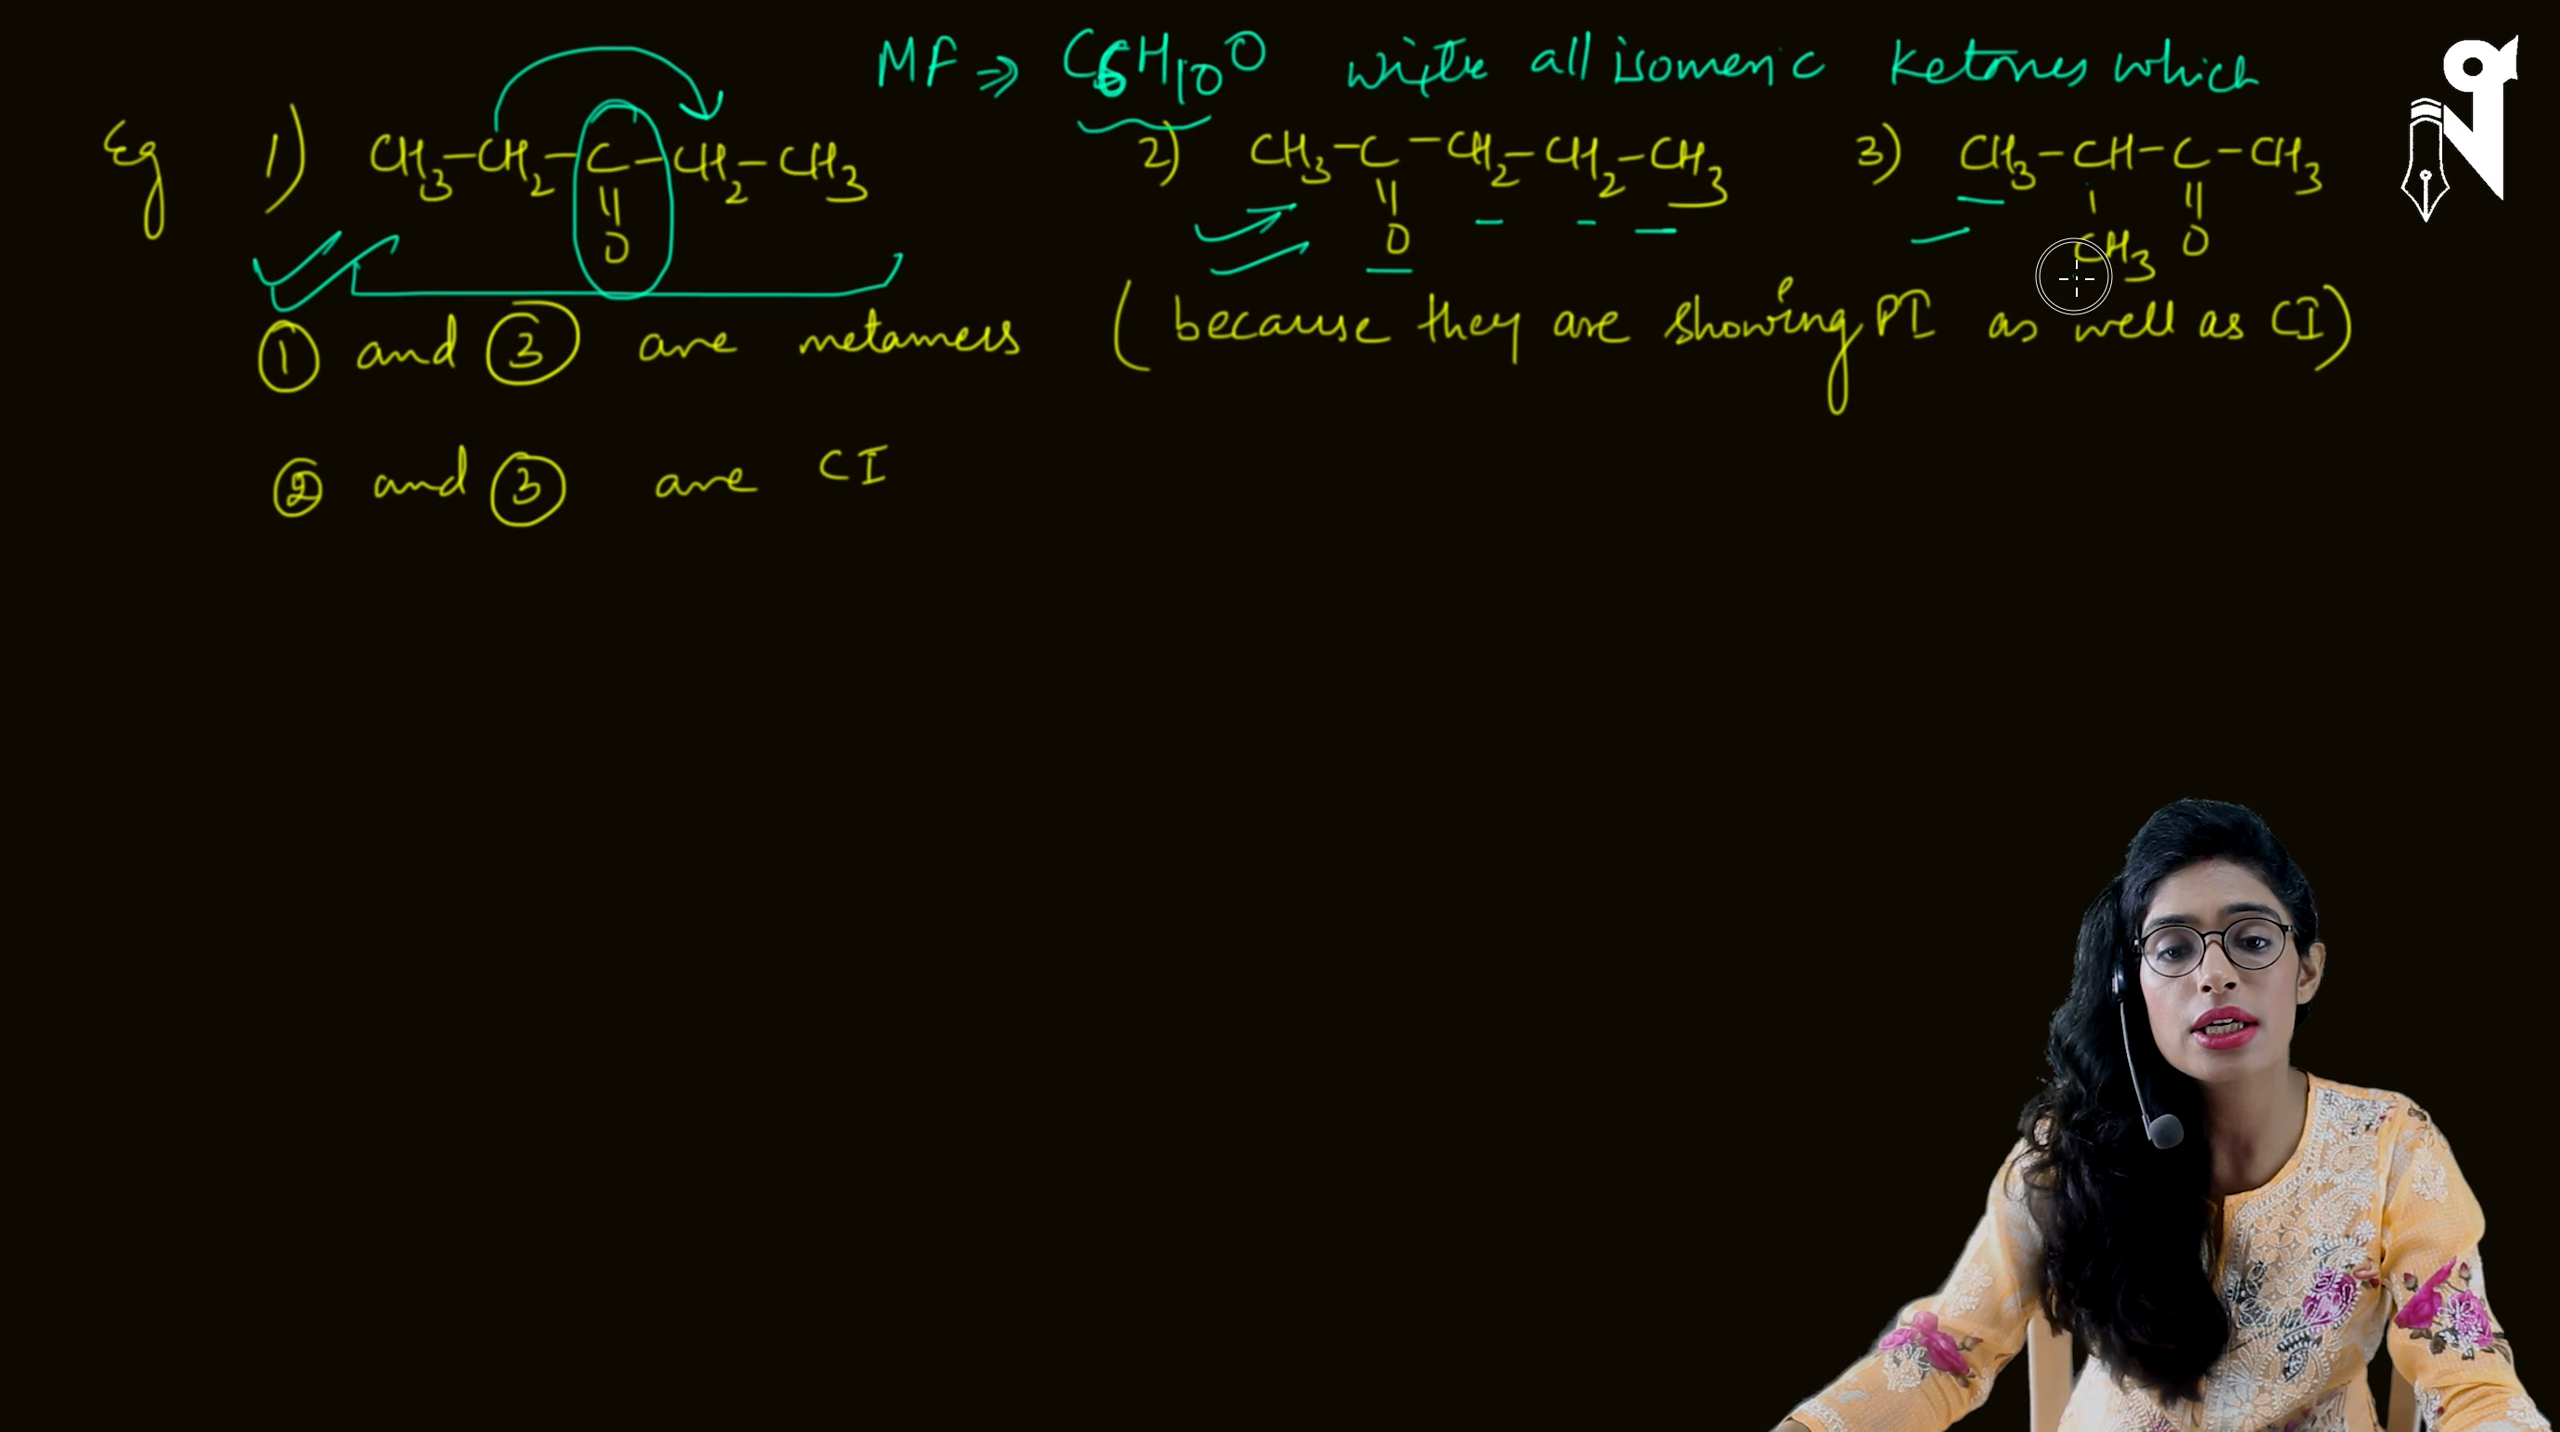 MF ⇒ C6H10O write all isomeric Ketones which
Eg 1) CH3–CH2–C–CH2–CH3 2) CH3–C–CH2–CH2–CH3 3) CH3–CH–C–CH3
|| || | ||
O O CH3 O
① and ③ are metamers (because they are showing PI as well as CI)
② and ③ are CI